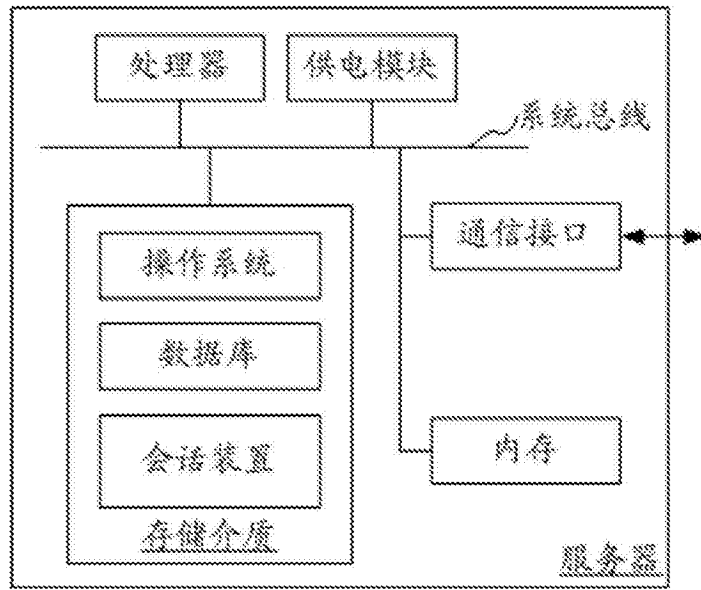 处理器
供电模块
系统总线
通信接口
操作系统
数据库
会话装置
内存
存储介质
服务器